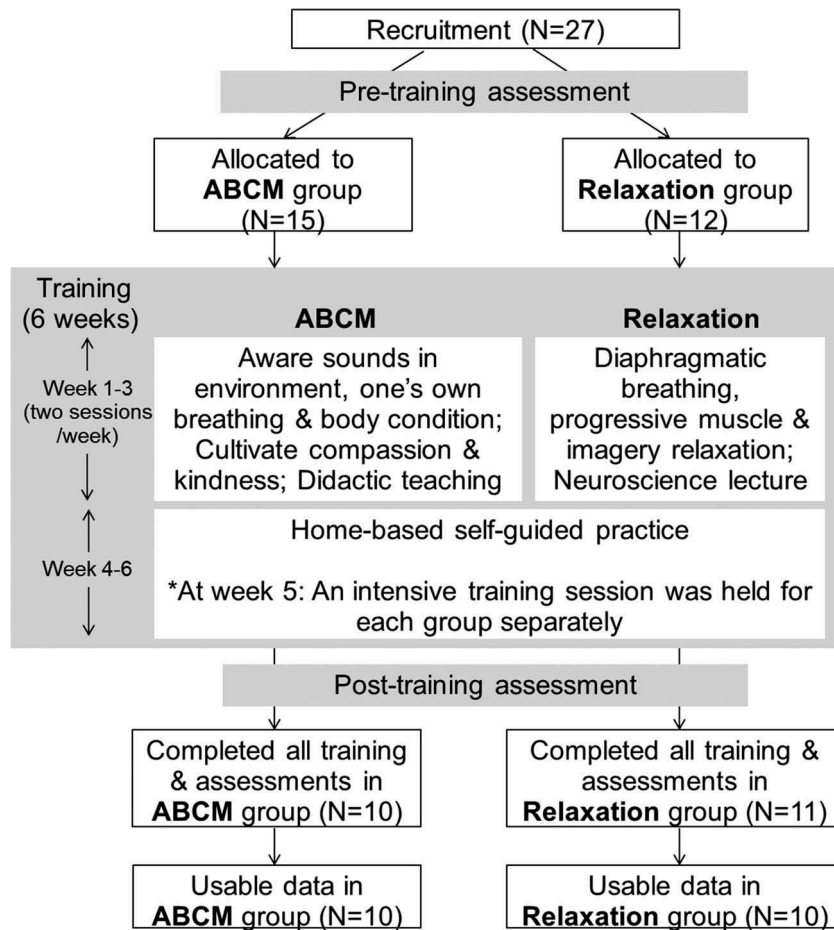 Recruitment (N=27)
Pre-training assessment
Allocated to
ABCM group
(N=15)
Allocated to
Relaxation group
(N=12)
Training
(6 weeks)
ABCM
Relaxation
Week 1-3
(two sessions
/week)
Aware sounds in
environment, one's own
breathing & body condition;
Cultivate compassion &
kindness; Didactic teaching
Diaphragmatic
breathing,
progressive muscle &
imagery relaxation;
Neuroscience lecture
Week 4-6
Home-based self-guided practice
*At week 5: An intensive training session was held for
each group separately
Post-training assessment
Completed all training
& assessments in
ABCM group (N=10)
Completed all training &
assessments in
Relaxation group (N=11)
Usable data in
ABCM group (N=10)
Usable data in
Relaxation group (N=10)